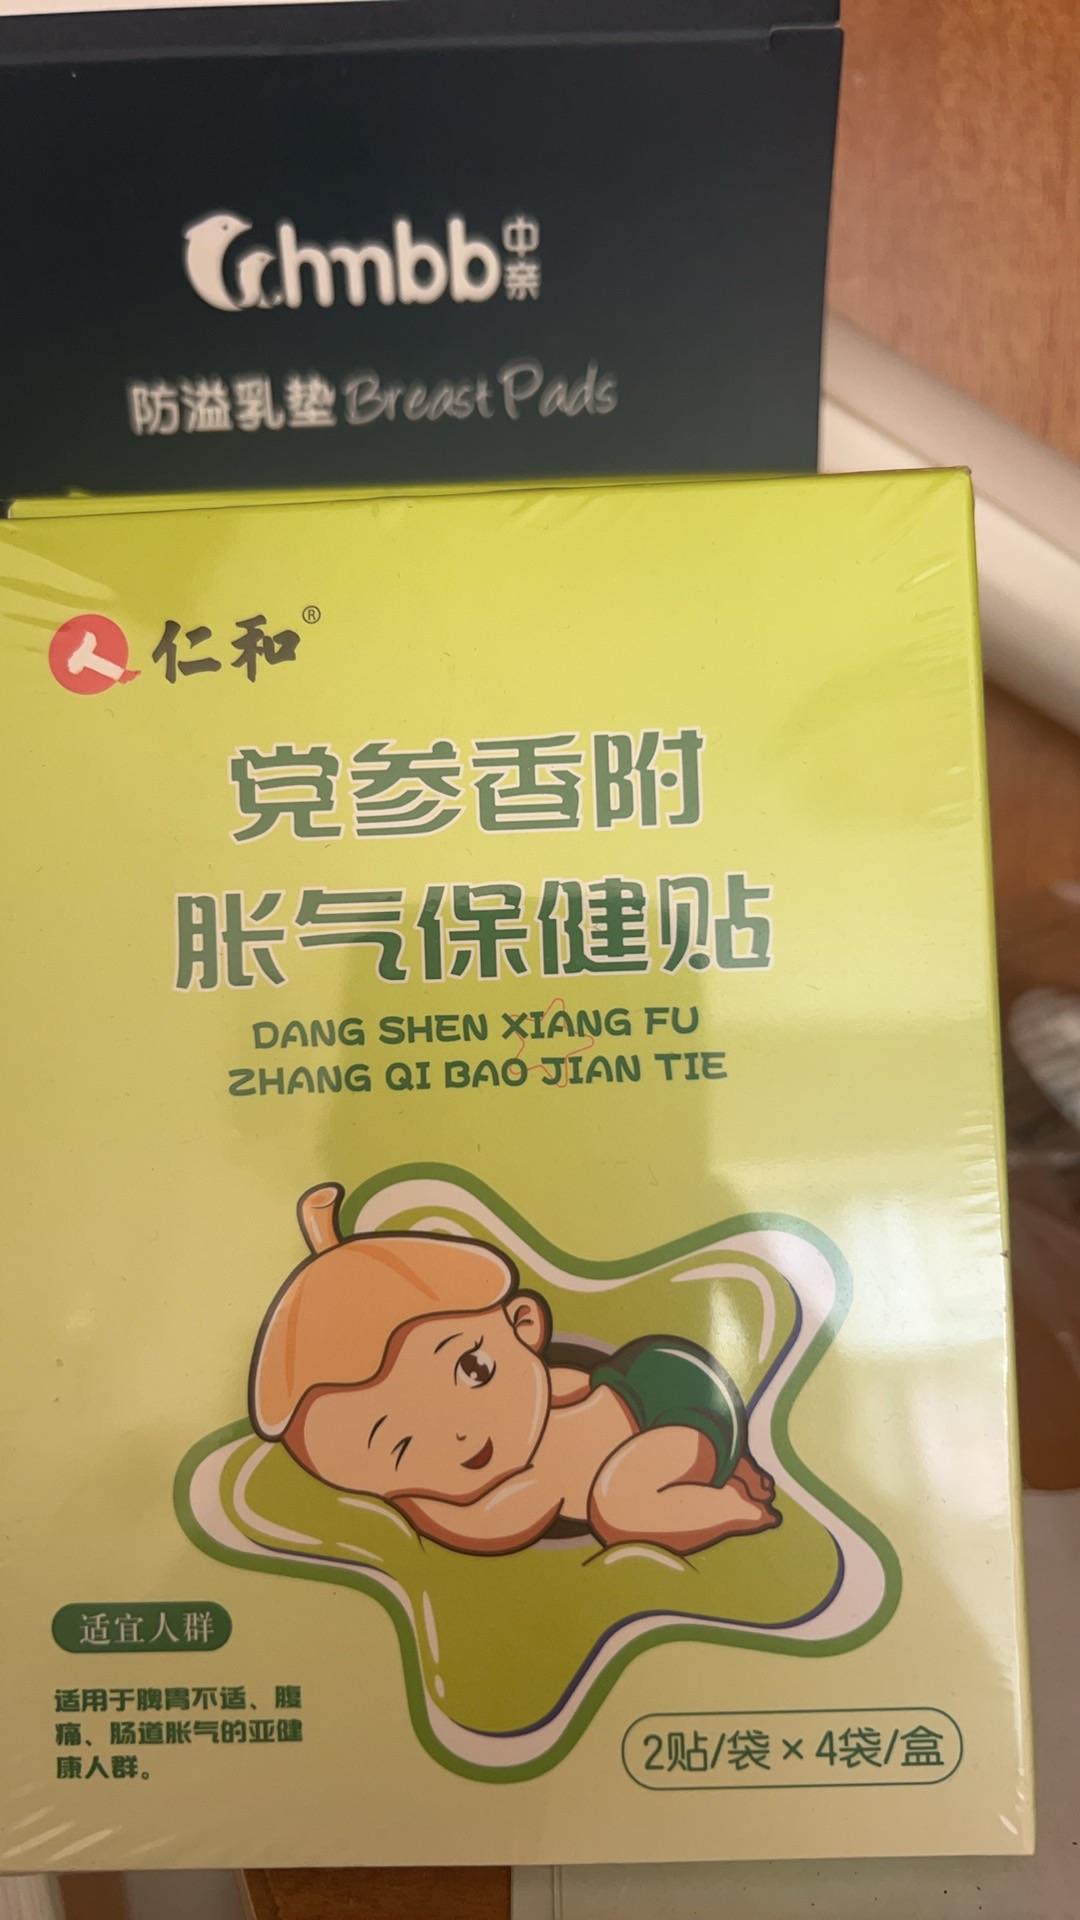 chmbb中亲
防溢乳垫 Breast Pads
仁和®
党参香附
胀气保健贴
DANG SHEN XIANG FU
ZHANG QI BAO JIAN TIE
适宜人群
适用于脾胃不适、腹
痛、肠道胀气的亚健
康人群。
2贴/袋×4袋/盒